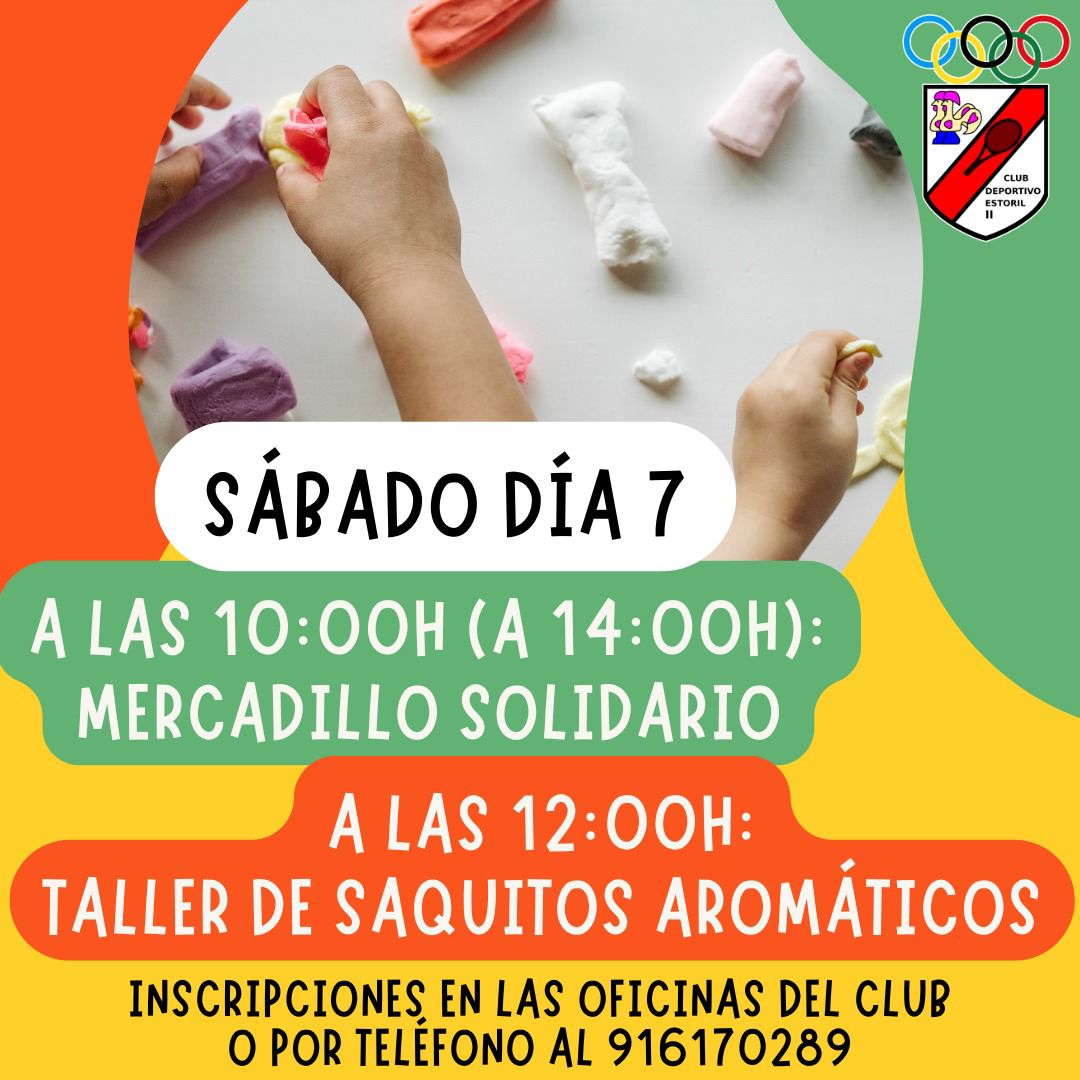 CLUB
DEPORTIVO
ESTORIL
II
SÁBADO DÍA 7
A LAS 10:00H (A 14:00H):
MERCADILLO SOLIDARIO
A LAS 12:00H:
TALLER DE SAQUITOS AROMÁTICOS
INSCRIPCIONES EN LAS OFICINAS DEL CLUB
O POR TELÉFONO AL 916170289